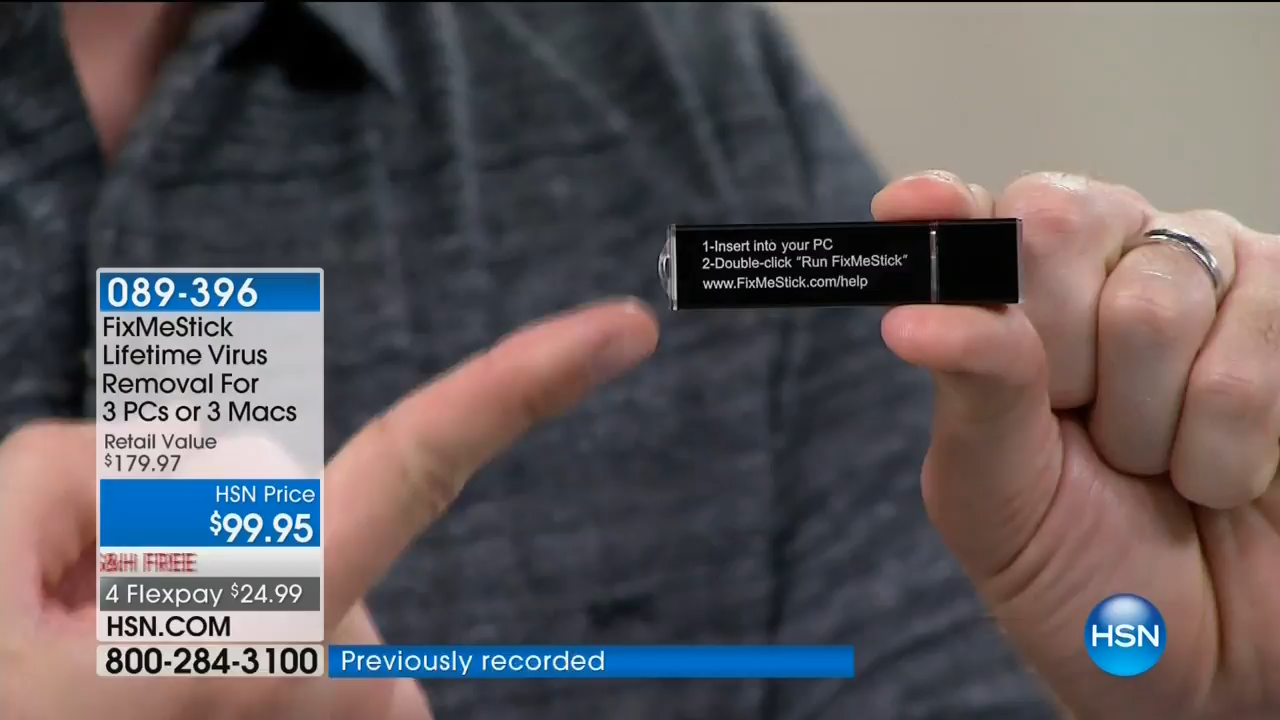 1-Insert into your PC
2-Double-click "Run FixMeStick"
www.FixMeStick.com/help
089-396
FixMeStick
Lifetime Virus
Removal For
3 PCs or 3 Macs
Retail Value
$179.97
HSN Price
$99.95
S&H FREE
4 Flexpay $24.99
HSN.COM
800-284-3100
Previously recorded
HSN